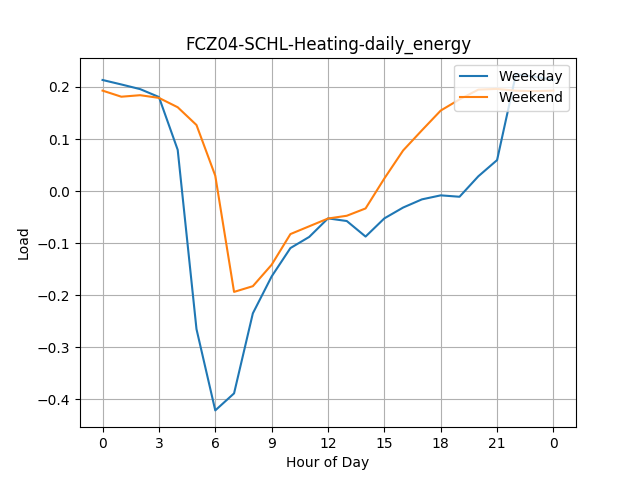 FCZ04-SCHL-Heating-daily_energy
Weekday
Weekend
0.2
0.1
0.0
−0.1
−0.2
−0.3
−0.4
Load
0 3 6 9 12 15 18 21 0
Hour of Day